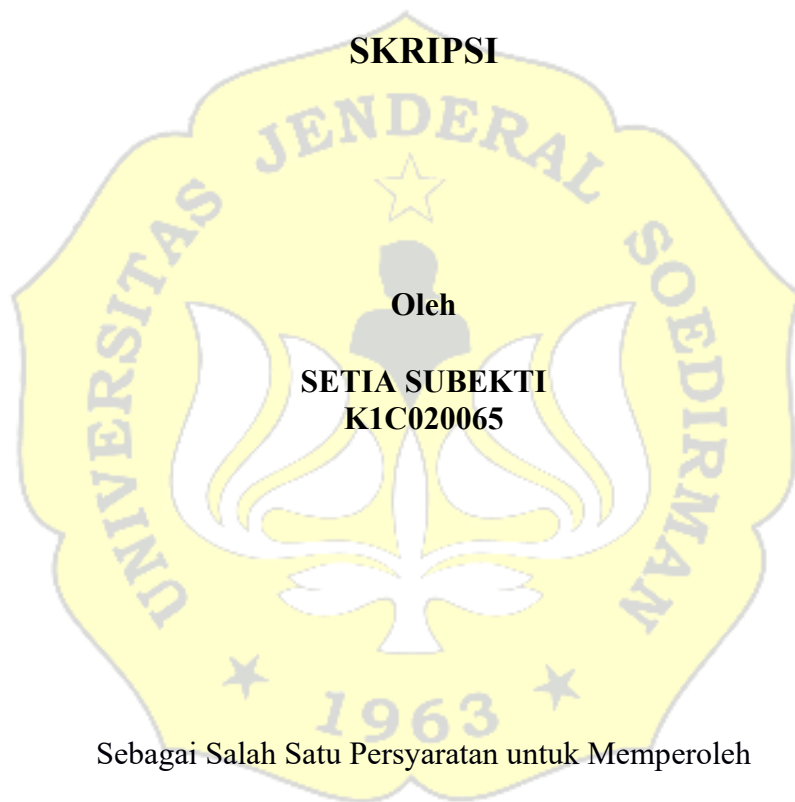 SKRIPSI
UNIVERSITAS JENDERAL SOEDIRMAN
Oleh
SETIA SUBEKTI
K1C020065
1963
Sebagai Salah Satu Persyaratan untuk Memperoleh